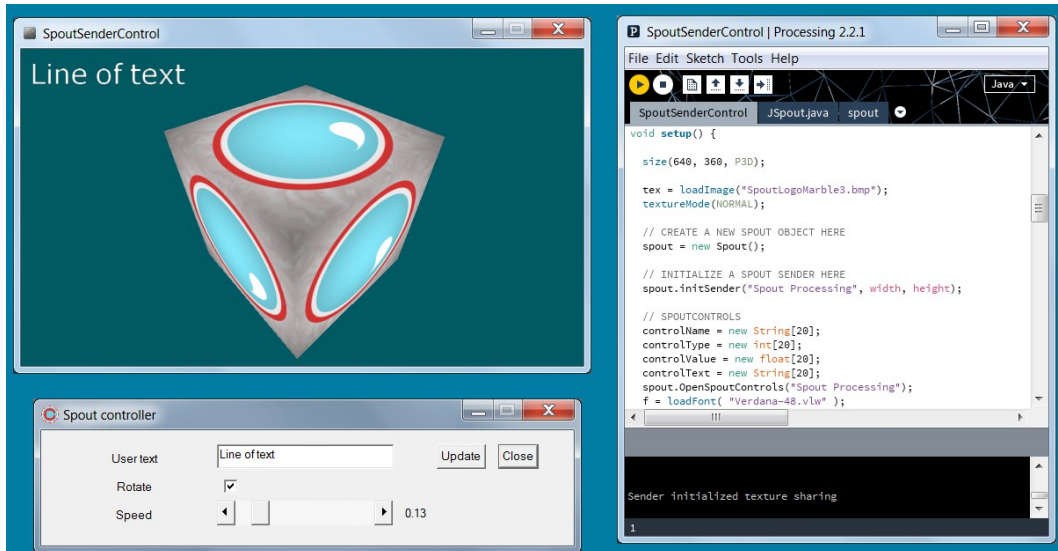 SpoutSenderControl
Line of text
Spout controller
User text
Line of text
Update
Close
Rotate
Speed
0.13
SpoutSenderControl | Processing 2.2.1
File Edit Sketch Tools Help
Java
SpoutSenderControl JSpout.java spout
void setup() {
size(640, 360, P3D);
tex = loadImage("SpoutLogoMarble3.bmp");
textureMode(NORMAL);
// CREATE A NEW SPOUT OBJECT HERE
spout = new Spout();
// INITIALIZE A SPOUT SENDER HERE
spout.initSender("Spout Processing", width, height);
// SPOUTCONTROLS
controlName = new String[20];
controlType = new int[20];
controlValue = new float[20];
controlText = new String[20];
spout.OpenSpoutControls("Spout Processing");
f = loadFont( "Verdana-48.vlw" );
Sender initialized texture sharing
1